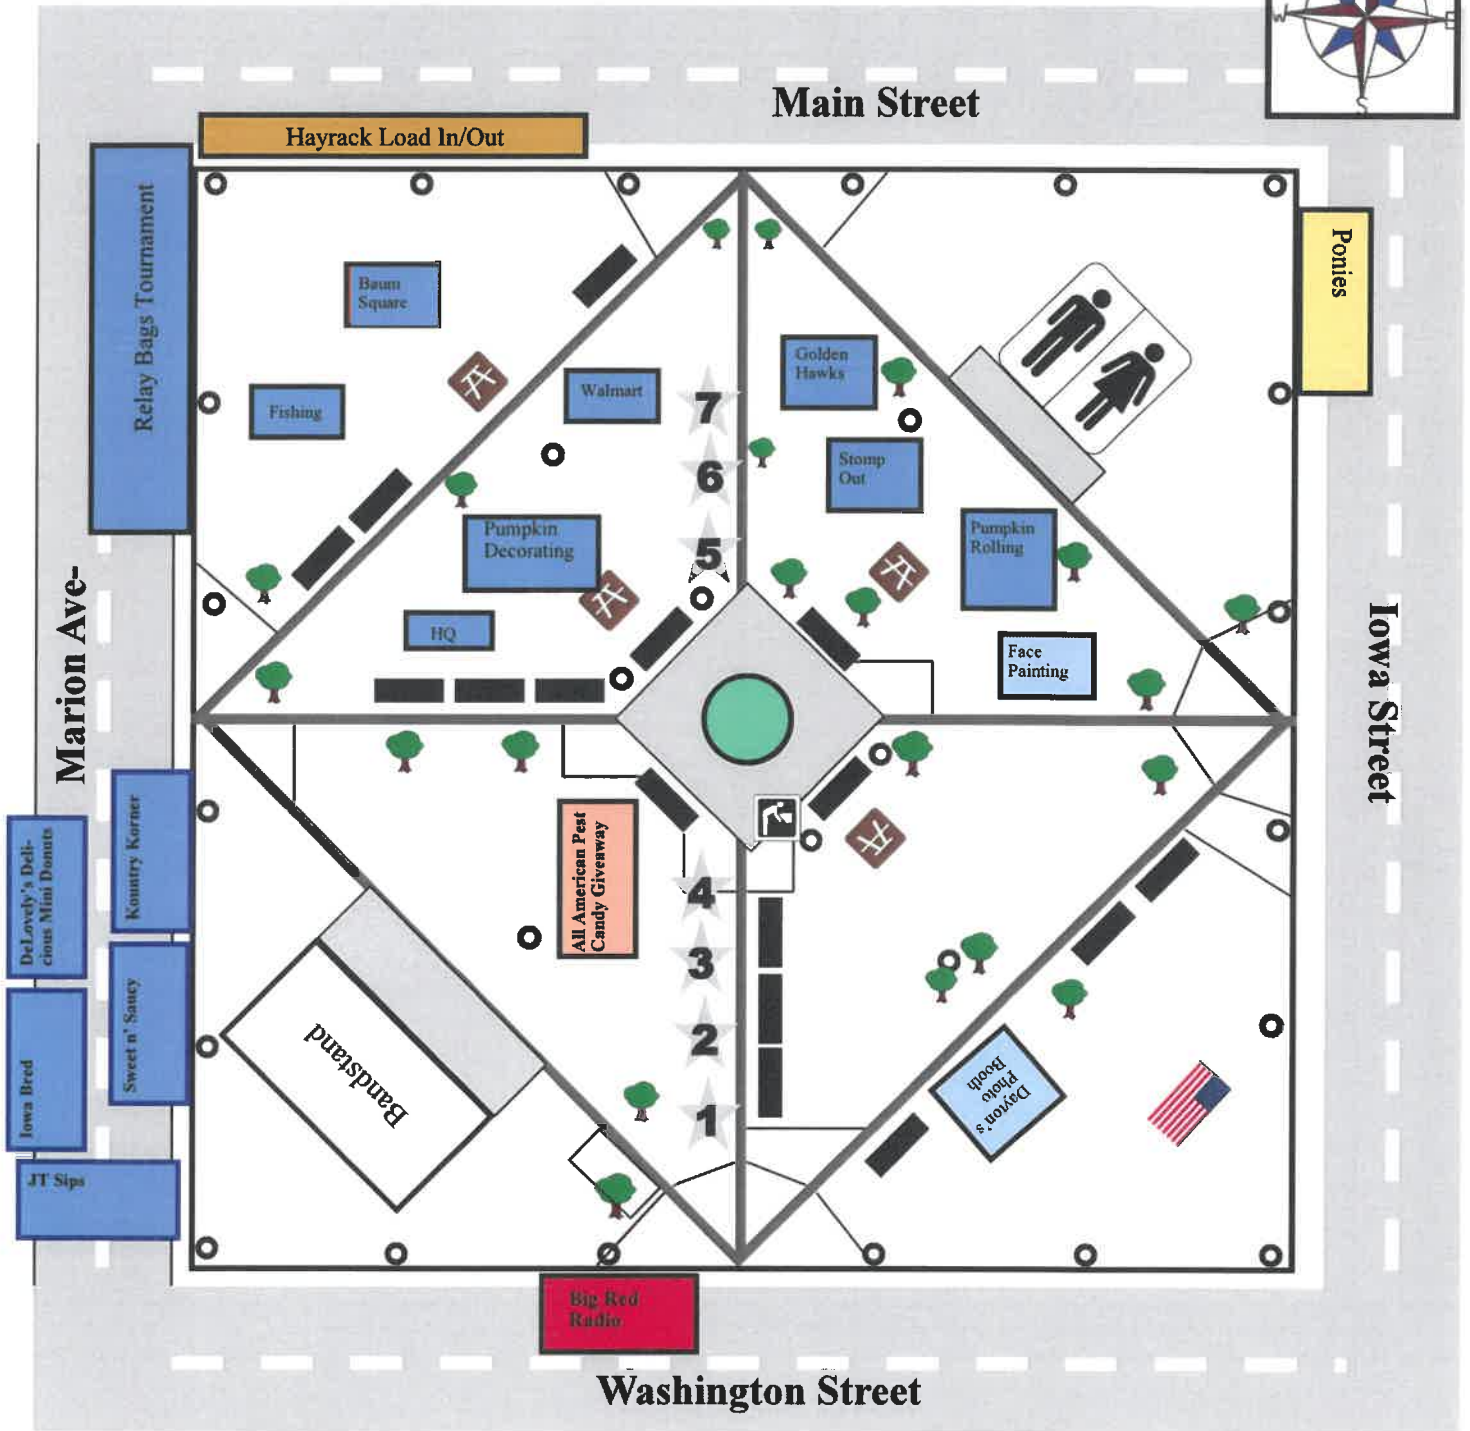 W
E
S
Main Street
Hayrack Load In/Out
Relay Bags Tournament
Baum
Square
Ponies
Golden
Hawks
Fishing
Walmart
7
6
Stomp
Out
Pumpkin
Decorating
5
Pumpkin
Rolling
HQ
Face
Painting
Marion Ave-
Iowa Street
Kountry Korner
DeLovely's Deli-
cious Mini Donuts
All American Pest
Candy Giveaway
4
3
Sweet n' Saucy
Iowa Bred
2
Bandstand
Dayton's
Photo
Booth
1
JT Sips
Big Red
Radio
Washington Street